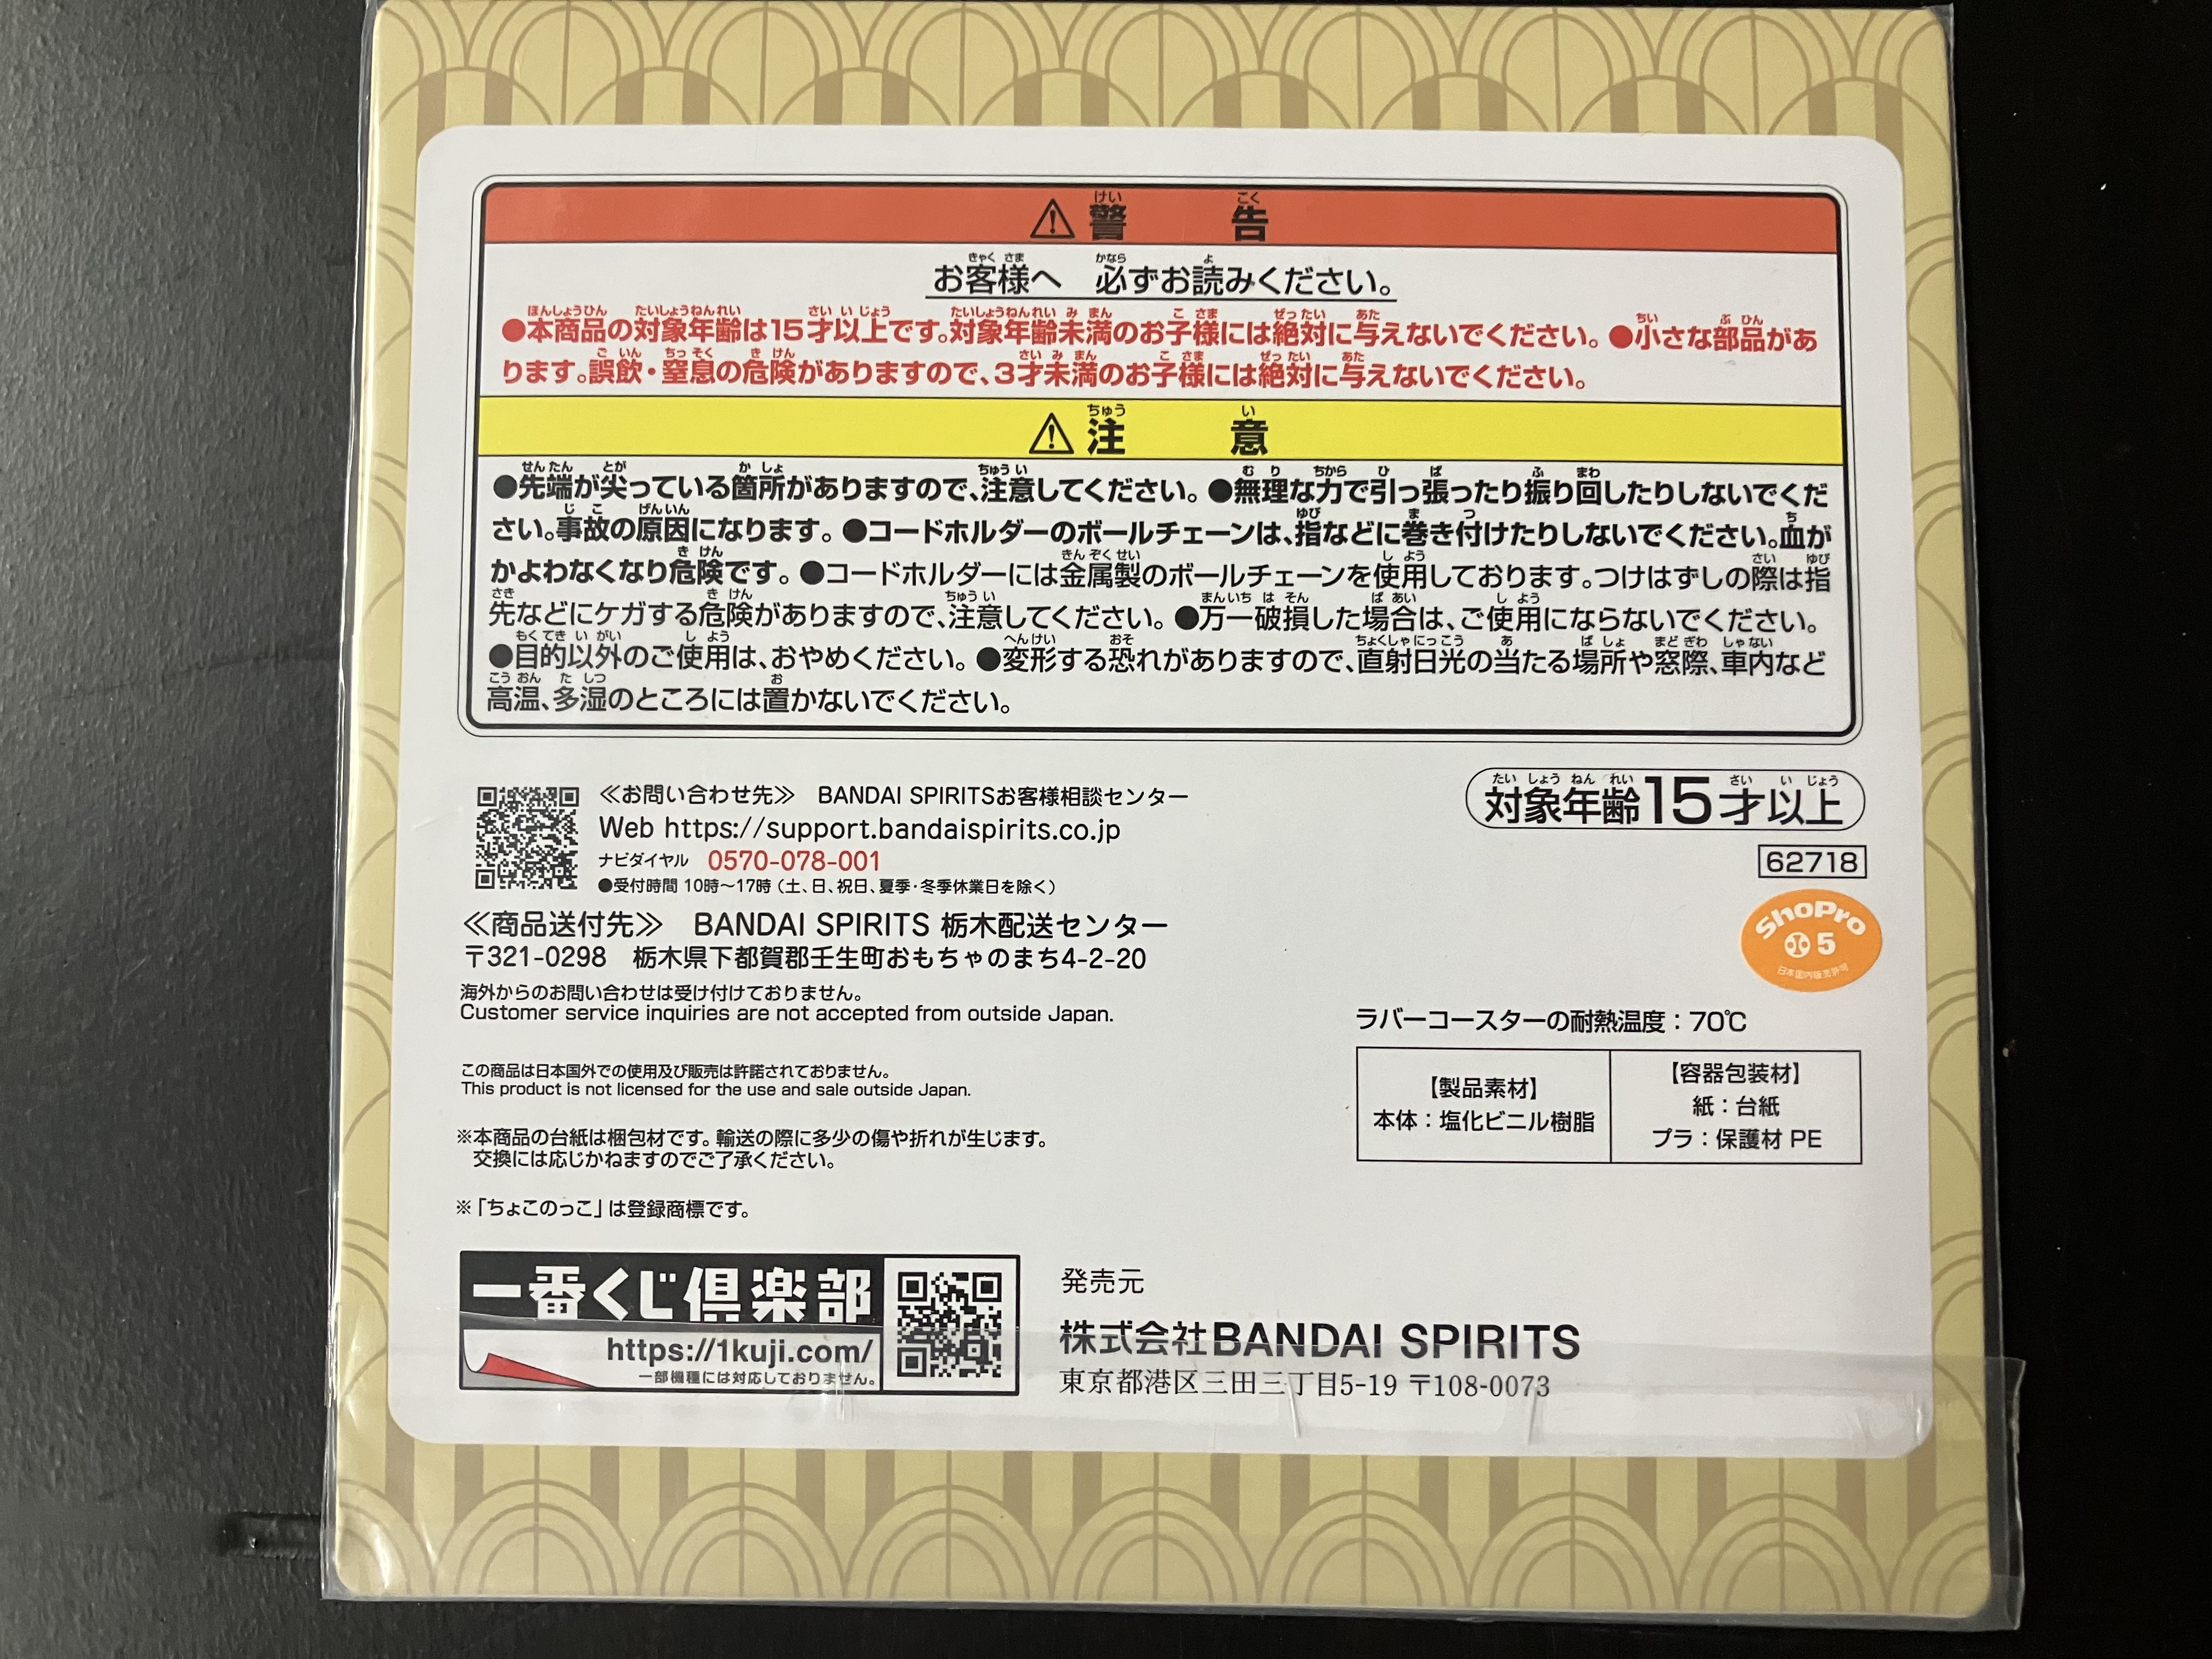 ⚠警告
お客様へ 必ずお読みください。
●本商品の対象年齢は15才以上です。対象年齢未満のお子様には絶対に与えないでください。●小さな部品があ
ります。誤飲・窒息の危険がありますので、3才未満のお子様には絶対に与えないでください。
⚠注意
●先端が尖っている箇所がありますので、注意してください。●無理な力で引っ張ったり振り回したりしないでくだ
さい。事故の原因になります。●コードホルダーのボールチェーンは、指などに巻き付けたりしないでください。血が
かよわなくなり危険です。●コードホルダーには金属製のボールチェーンを使用しております。つけはずしの際は指
先などにケガする危険がありますので、注意してください。●万一破損した場合は、ご使用にならないでください。
●目的以外のご使用は、おやめください。●変形する恐れがありますので、直射日光の当たる場所や窓際、車内など
高温、多湿のところには置かないでください。
≪お問い合わせ先≫ BANDAI SPIRITSお客様相談センター
Web https://support.bandaispirits.co.jp
ナビダイヤル 0570-078-001
●受付時間 10時〜17時(土、日、祝日、夏季・冬季休業日を除く)
≪商品送付先≫ BANDAI SPIRITS 栃木配送センター
〒321-0298 栃木県下都賀郡壬生町おもちゃのまち4-2-20
海外からのお問い合わせは受け付けておりません。
Customer service inquiries are not accepted from outside Japan.
この商品は日本国外での使用及び販売は許諾されておりません。
This product is not licensed for the use and sale outside Japan.
※本商品の台紙は梱包材です。輸送の際に多少の傷や折れが生じます。
交換には応じかねますのでご了承ください。
※「ちょこのっこ」は登録商標です。
対象年齢15才以上
62718
ShoPro
5
日本国内販売許可
ラバーコースターの耐熱温度：70℃
【製品素材】
本体：塩化ビニル樹脂
【容器包装材】
紙：台紙
プラ：保護材 PE
一番くじ倶楽部
https://1kuji.com/
一部機種には対応しておりません。
発売元
株式会社BANDAI SPIRITS
東京都港区三田三丁目5-19 〒108-0073